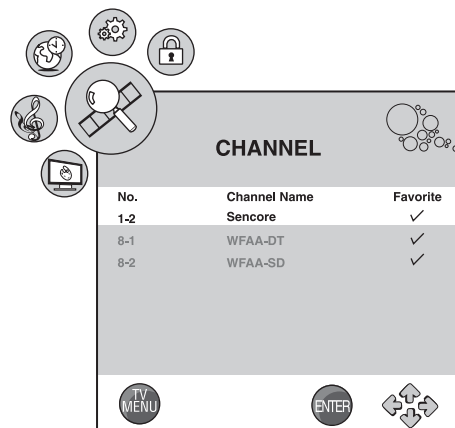 CHANNEL
No. Channel Name Favorite
1-2 Sencore ✓
8-1 WFAA-DT ✓
8-2 WFAA-SD ✓
TV
MENU ENTER